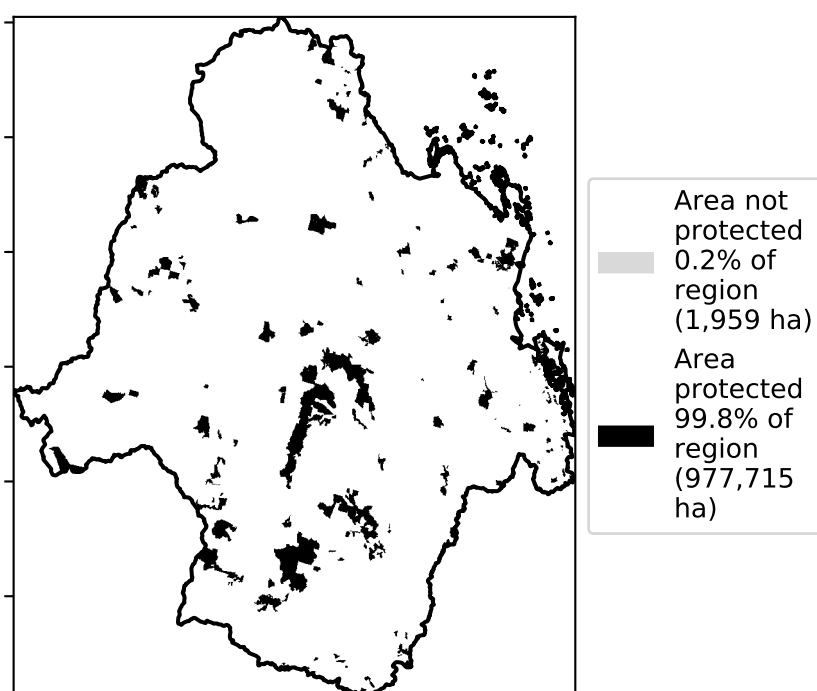 Area not
protected
0.2% of
region
(1,959 ha)
Area
protected
99.8% of
region
(977,715
ha)